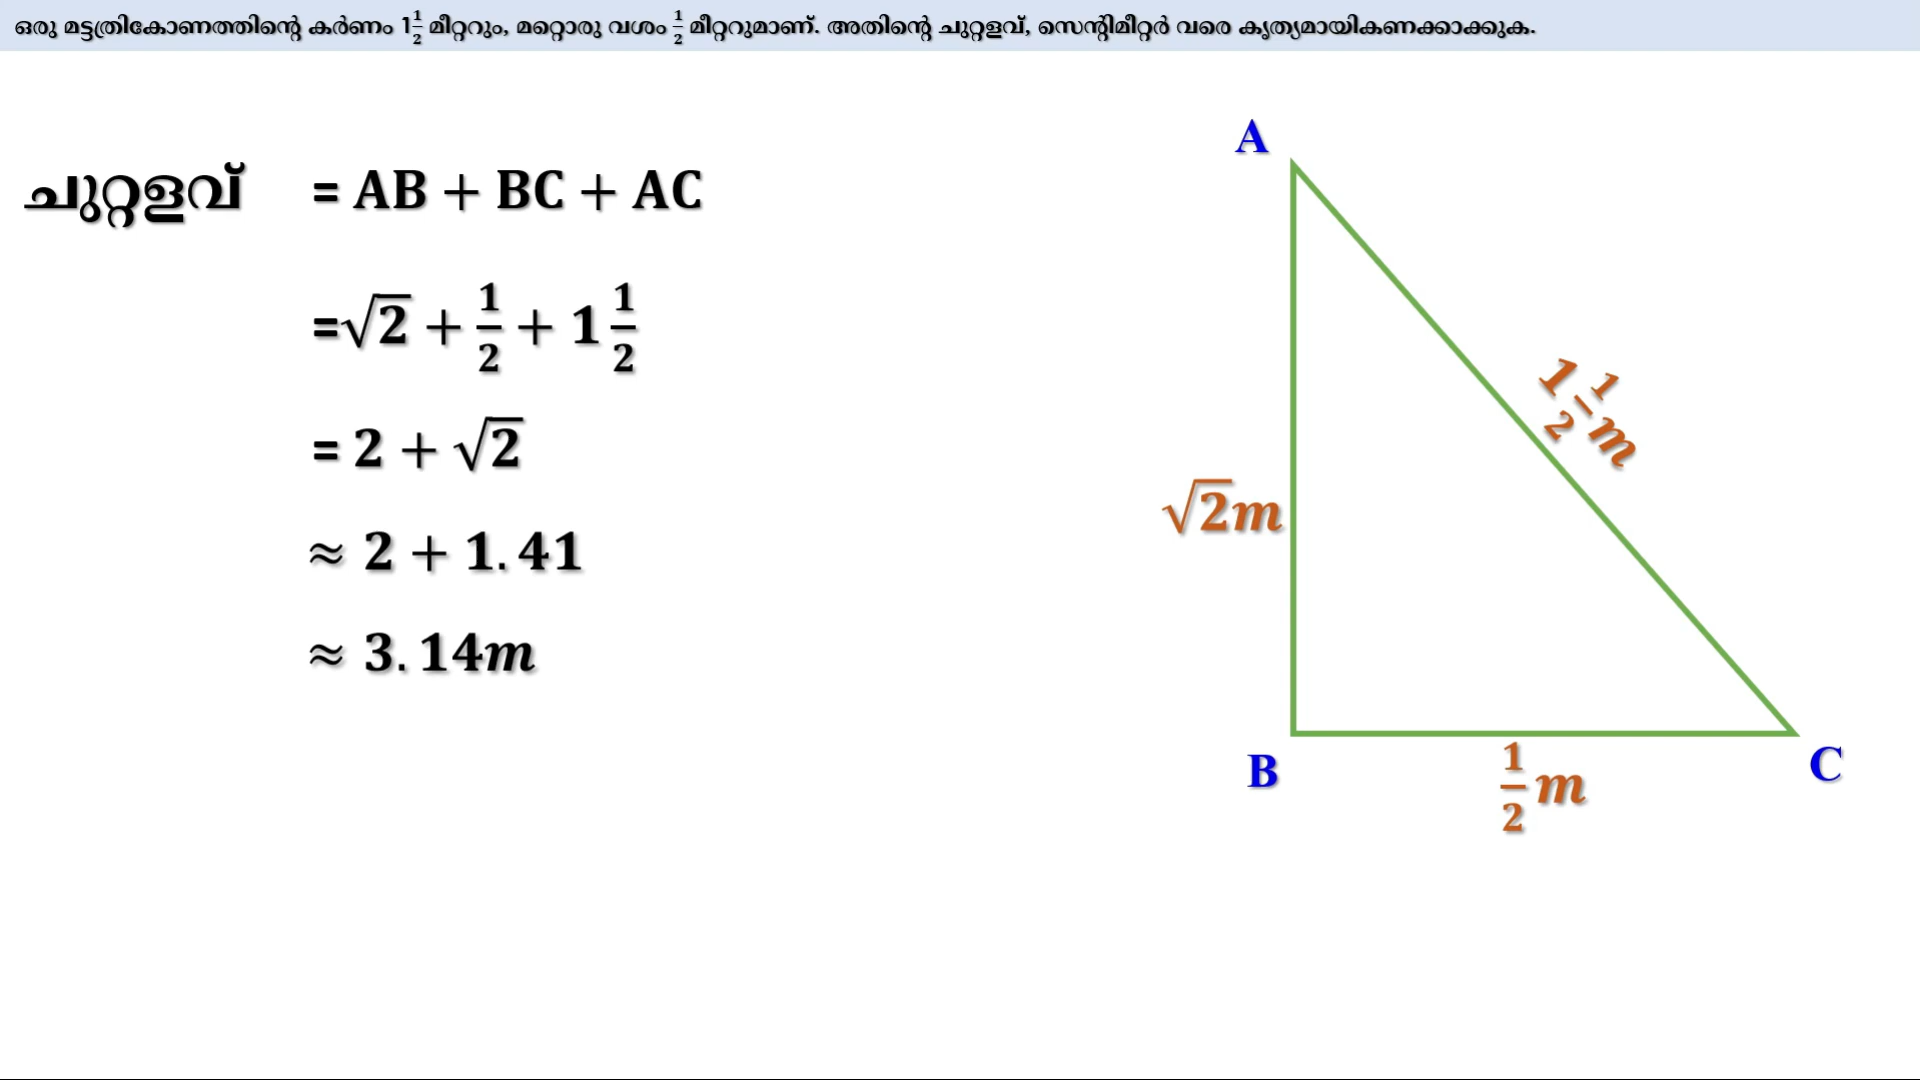 ഒരു മട്ടത്രികോണത്തിന്റെ കർണം 1½ മീറ്ററും, മറ്റൊരു വശം ½ മീറ്ററുമാണ്. അതിന്റെ ചുറ്റളവ്, സെന്റിമീറ്റർ വരെ കൃത്യമായികണക്കാക്കുക.
ചുറ്റളവ് = AB + BC + AC
=√2 + ½ + 1½
= 2 + √2
≈ 2 + 1.41
≈ 3.14m
A
1½m
√2m
B
C
½m